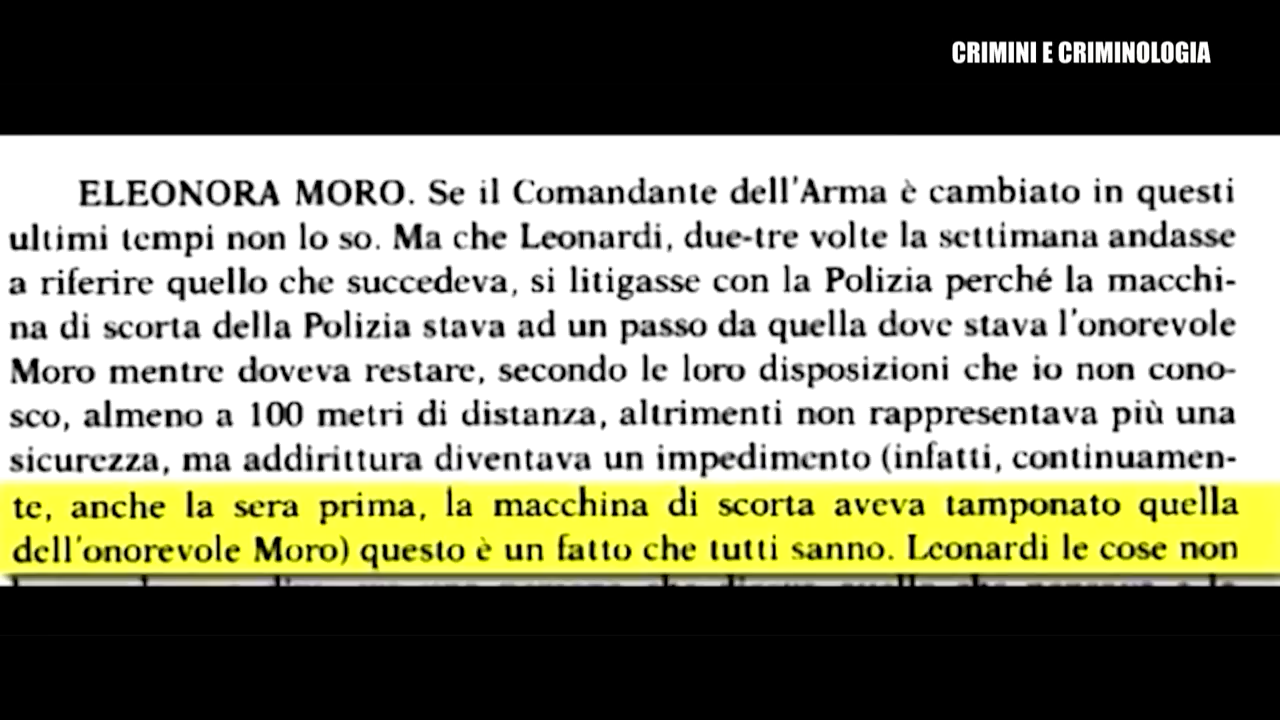 CRIMINI E CRIMINOLOGIA
ELEONORA MORO. Se il Comandante dell'Arma è cambiato in questi
ultimi tempi non lo so. Ma che Leonardi, due-tre volte la settimana andasse
a riferire quello che succedeva, si litigasse con la Polizia perché la macchi-
na di scorta della Polizia stava ad un passo da quella dove stava l'onorevole
Moro mentre doveva restare, secondo le loro disposizioni che io non cono-
sco, almeno a 100 metri di distanza, altrimenti non rappresentava più una
sicurezza, ma addirittura diventava un impedimento (infatti, continuamen-
te, anche la sera prima, la macchina di scorta aveva tamponato quella
dell'onorevole Moro) questo è un fatto che tutti sanno. Leonardi le cose non